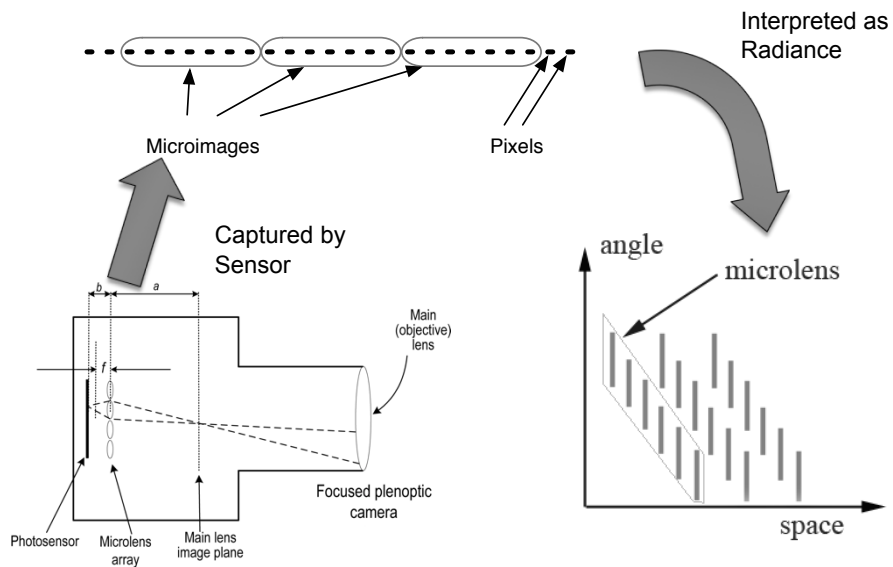 Interpreted as
Radiance
Microimages
Pixels
Captured by
Sensor
angle
microlens
b
a
Main
(objective)
lens
f
Focused plenoptic
camera
Photosensor
Microlens
array
Main lens
image plane
space